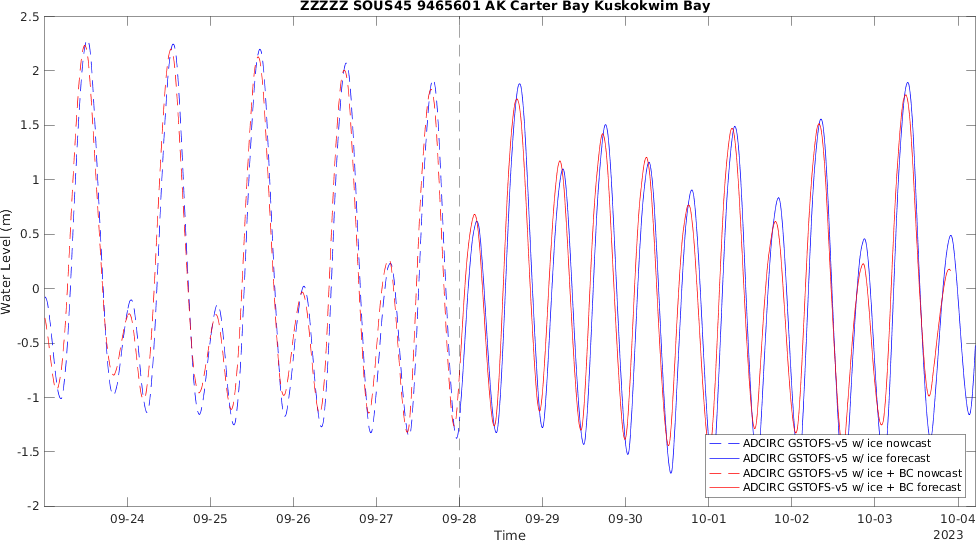 ZZZZZ SOUS45 9465601 AK Carter Bay Kuskokwim Bay
2.5
2
1.5
1
0.5
0
-0.5
-1
-1.5
-2
Water Level (m)
ADCIRC GSTOFS-v5 w/ ice nowcast
ADCIRC GSTOFS-v5 w/ ice forecast
ADCIRC GSTOFS-v5 w/ ice + BC nowcast
ADCIRC GSTOFS-v5 w/ ice + BC forecast
09-24 09-25 09-26 09-27 09-28 09-29 09-30 10-01 10-02 10-03 10-04
Time
2023